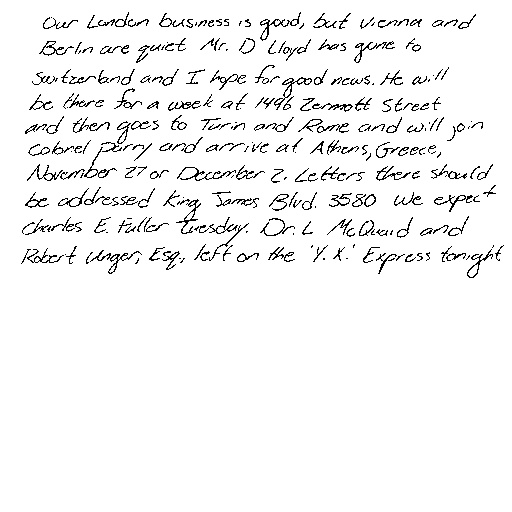 Our London business is good, but Vienna and
Berlin are quiet Mr. D Lloyd has gone to
Switzerland and I hope for good news. He will
be there for a week at 1496 Zermott Street
and then goes to Turin and Rome and will join
Colonel Parry and arrive at Athens, Greece,
November 27 or December 2. Letters there should
be addressed King James Blvd. 3580 We expect
Charles E. Fuller Tuesday. Dr. L McQuaid and
Robert Unger, Esq., left on the 'Y. X.' Express tonight.